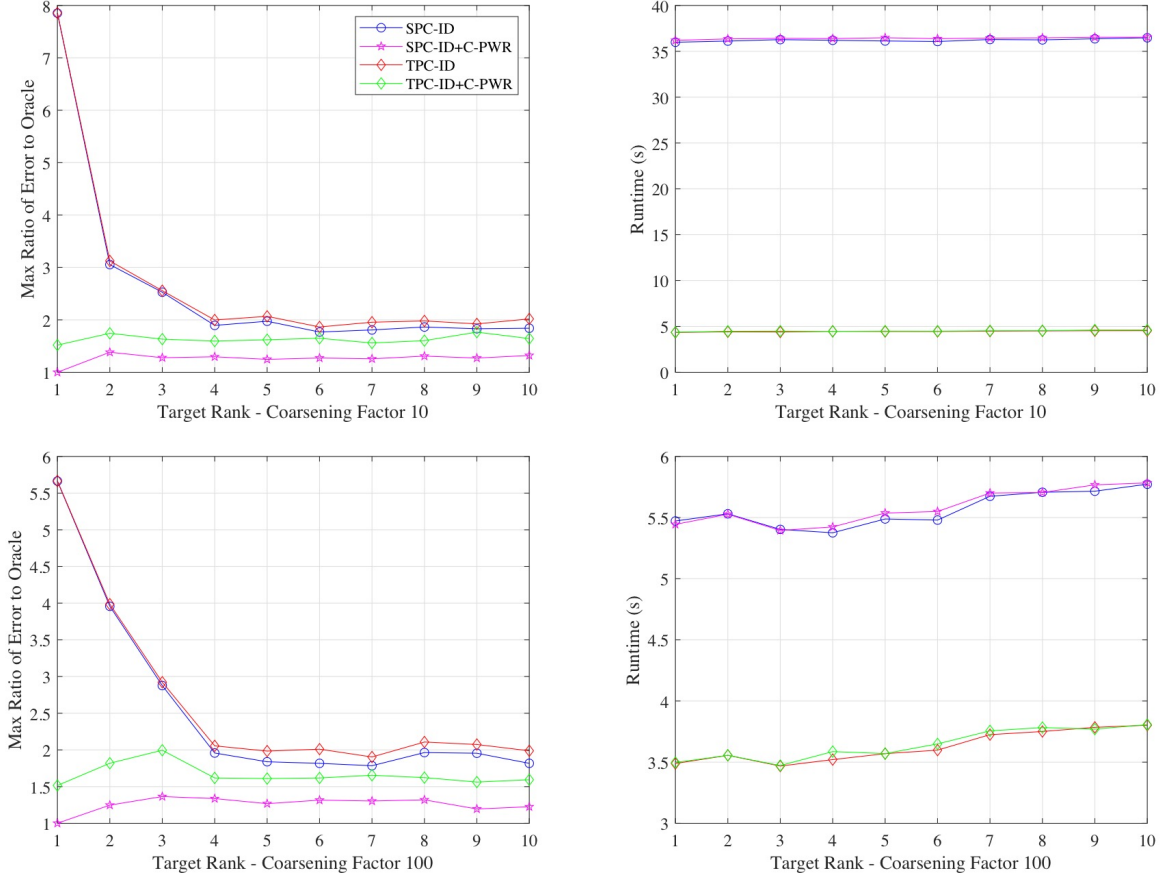 Max Ratio of Error to Oracle
8
7
6
5
4
3
2
1
SPC-ID
SPC-ID+C-PWR
TPC-ID
TPC-ID+C-PWR
1 2 3 4 5 6 7 8 9 10
Target Rank - Coarsening Factor 10
Runtime (s)
40
35
30
25
20
15
10
5
0
1 2 3 4 5 6 7 8 9 10
Target Rank - Coarsening Factor 10
Max Ratio of Error to Oracle
6
5.5
5
4.5
4
3.5
3
2.5
2
1.5
1
1 2 3 4 5 6 7 8 9 10
Target Rank - Coarsening Factor 100
Runtime (s)
6
5.5
5
4.5
4
3.5
3
1 2 3 4 5 6 7 8 9 10
Target Rank - Coarsening Factor 100